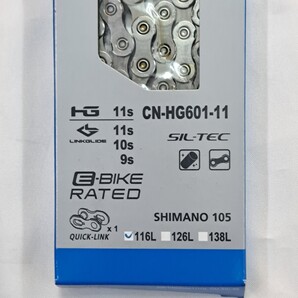 HG 11s CN-HG601-11
LINKGLIDE 11s SIL-TEC
10s
9s
E-BIKE
RATED
x 1 SHIMANO 105
QUICK-LINK 116L 126L 138L